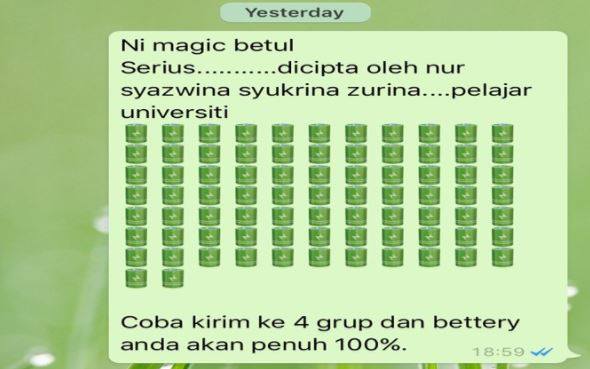 Yesterday
Ni magic betul
Serius...........dicipta oleh nur
syazwina syukrina zurina....pelajar
universiti
🔋🔋🔋🔋🔋🔋🔋🔋🔋🔋🔋
🔋🔋🔋🔋🔋🔋🔋🔋🔋🔋🔋
🔋🔋🔋🔋🔋🔋🔋🔋🔋🔋🔋
🔋🔋🔋🔋🔋🔋🔋🔋🔋🔋🔋
🔋🔋🔋🔋🔋🔋🔋🔋🔋🔋🔋
🔋🔋🔋🔋🔋🔋🔋🔋🔋🔋🔋
🔋🔋🔋🔋🔋🔋🔋🔋🔋🔋🔋
🔋🔋
Coba kirim ke 4 grup dan bettery
anda akan penuh 100%.
18:59